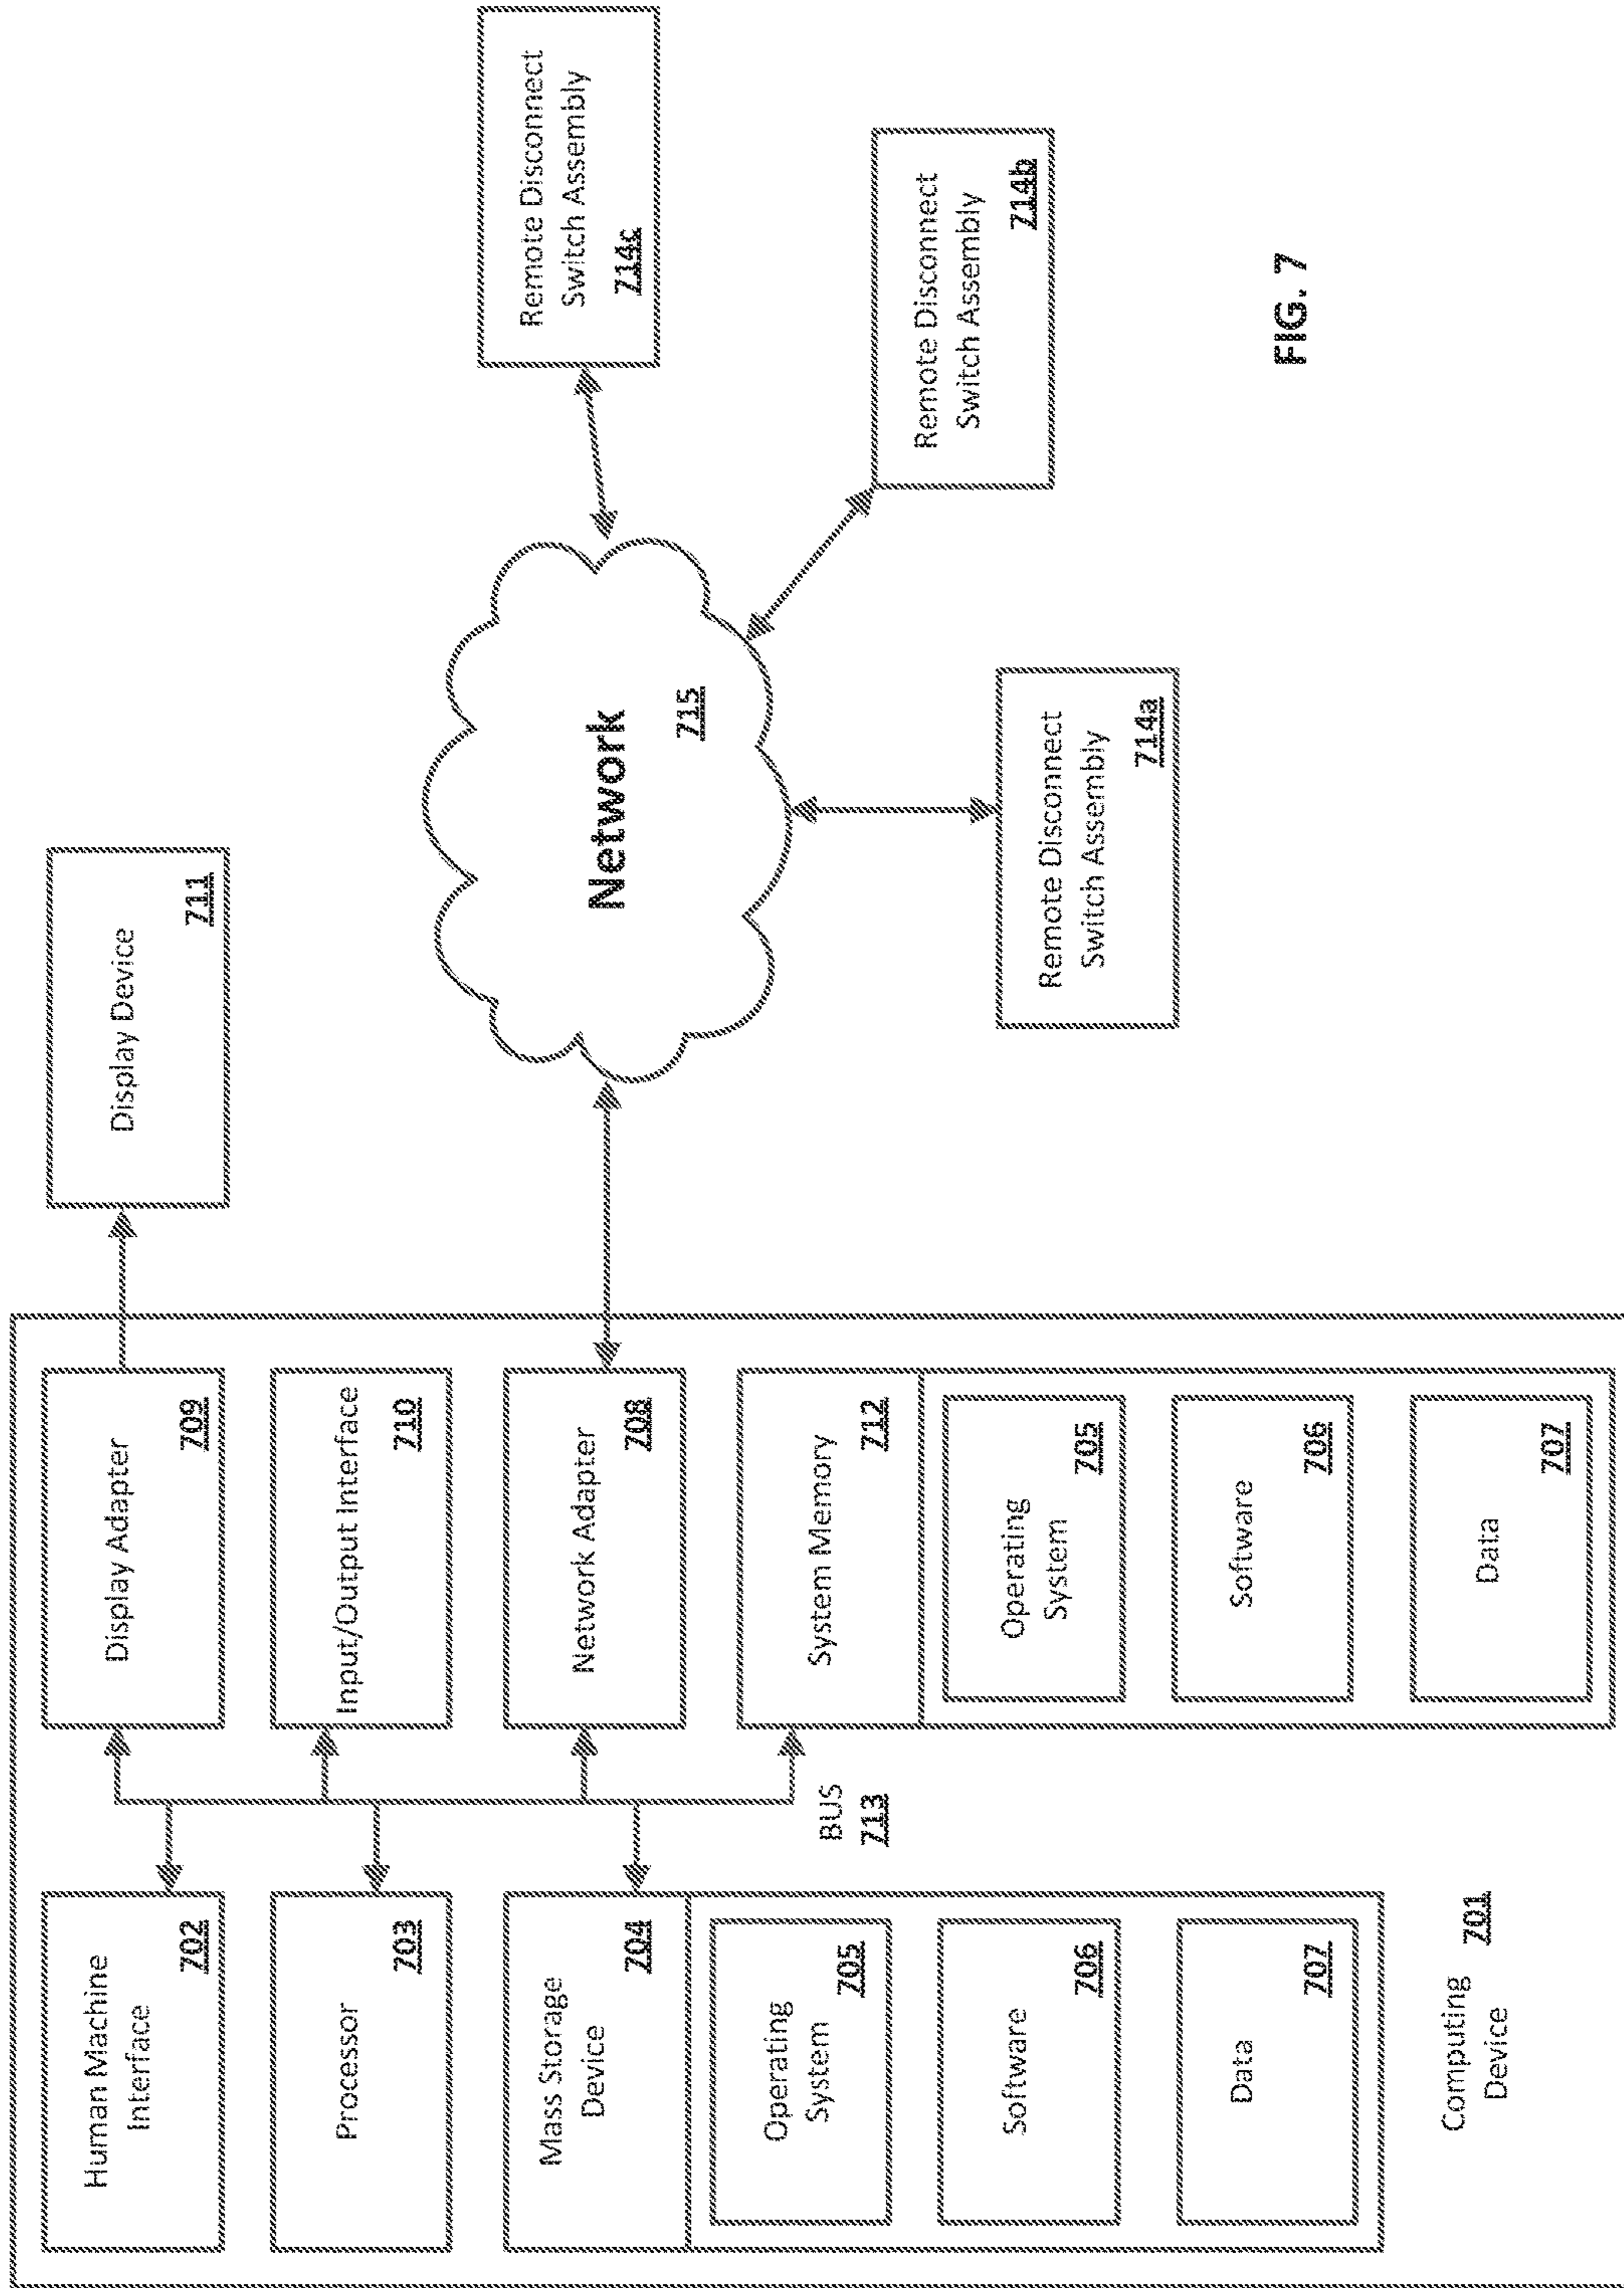 Human Machine
Interface
702
Processor
703
Mass Storage
Device
704
Operating
System
705
Software
706
Data
707
Computing
Device
701
BUS
713
Display Adapter
709
Input/Output Interface
710
Network Adapter
708
System Memory
712
Operating
System
705
Software
706
Data
707
Display Device
711
Network
715
Remote Disconnect
Switch Assembly
714a
Remote Disconnect
Switch Assembly
714b
Remote Disconnect
Switch Assembly
714c
FIG. 7